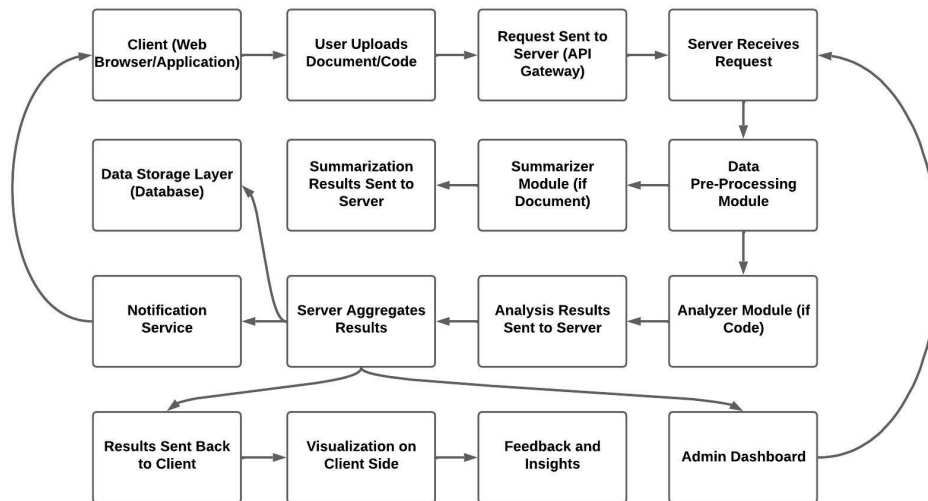 Client (Web
Browser/Application)
User Uploads
Document/Code
Request Sent to
Server (API
Gateway)
Server Receives
Request
Data Storage Layer
(Database)
Summarization
Results Sent to
Server
Summarizer
Module (if
Document)
Data
Pre-Processing
Module
Notification
Service
Server Aggregates
Results
Analysis Results
Sent to Server
Analyzer Module (if
Code)
Results Sent Back
to Client
Visualization on
Client Side
Feedback and
Insights
Admin Dashboard